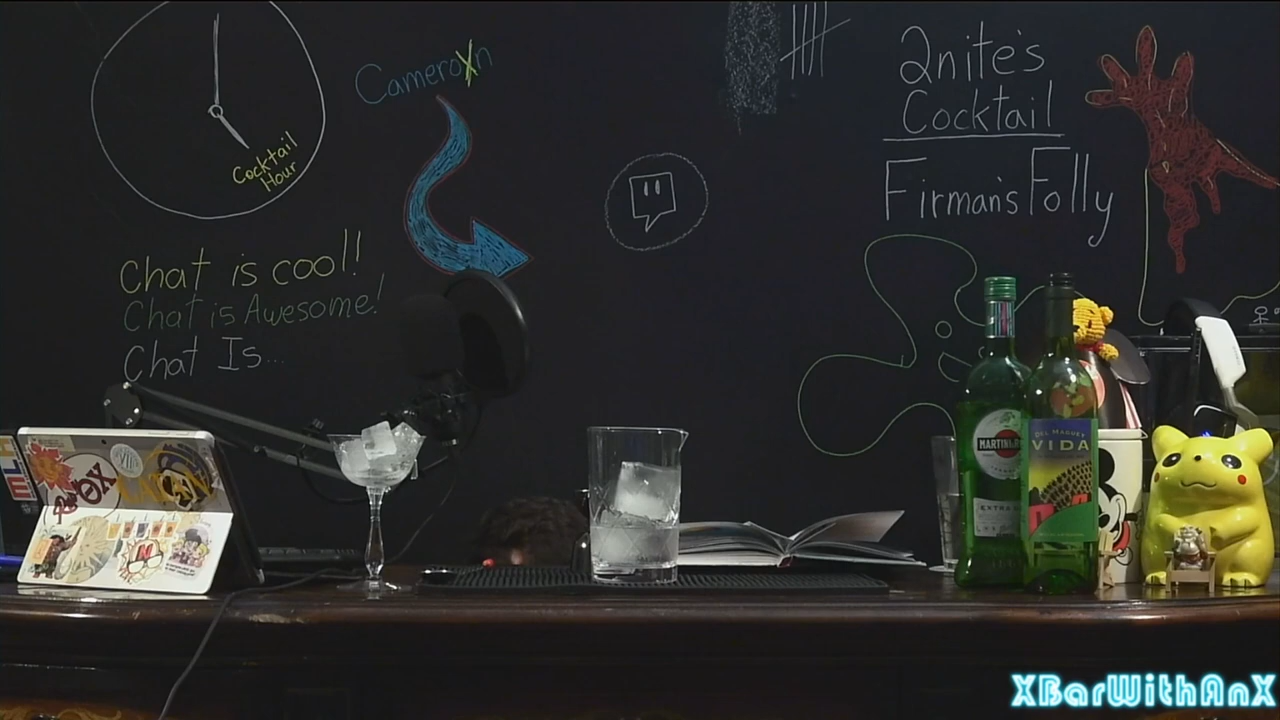 Cocktail
Hour
Cameroxn
2nite's
Cocktail
Firman's Folly
Chat is cool!
Chat is Awesome!
Chat Is...
MARTINI
EXTRA
DEL MAGUEY
VIDA
XBarWithAnX